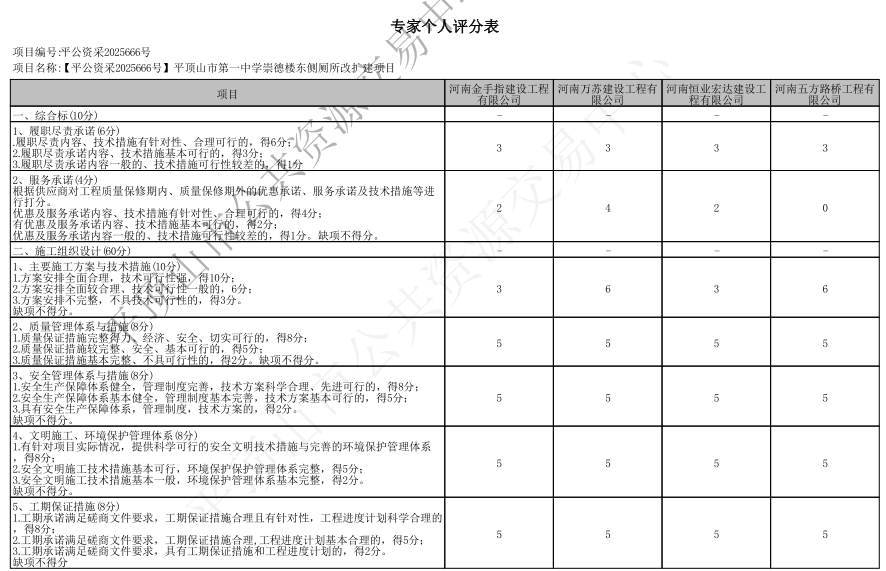 专家个人评分表
项目编号:平公资采2025666号
项目名称:【平公资采2025666号】平顶山市第一中学崇德楼东侧厕所改扩建项目
项目
河南金手指建设工程有限公司
河南万苏建设工程有限公司
河南恒业宏达建设工程有限公司
河南五方路桥工程有限公司
一、综合标(10分)
- - - -
1、履职尽责承诺(6分)
.履职尽责内容、技术措施有针对性、合理可行的，得6分；
2.履职尽责承诺内容、技术措施基本可行的，得3分；
3.履职尽责承诺内容一般的、技术措施可行性较差的，得1分
3 3 3 3
2、服务承诺(4分)
根据供应商对工程质量保修期内、质量保修期外的优惠承诺、服务承诺及技术措施等进
行打分。
优惠及服务承诺内容、技术措施有针对性、合理可行的，得4分；
有优惠及服务承诺内容、技术措施基本可行的，得2分；
优惠及服务承诺内容一般的、技术措施可行性较差的，得1分。缺项不得分。
2 4 2 0
二、施工组织设计(60分)
- - - -
1、主要施工方案与技术措施(10分)
1.方案安排全面合理，技术可行性强，得10分；
2.方案安排全面较合理、技术可行性一般的，6分；
3.方案安排不完整，不具技术可行性的，得3分。
缺项不得分。
3 6 3 6
2、质量管理体系与措施(8分)
1.质量保证措施完整得力、经济、安全、切实可行的，得8分；
2.质量保证措施较完整、安全、基本可行的，得5分；
3.质量保证措施基本完整、不具可行性的，得2分。缺项不得分。
5 5 5 5
3、安全管理体系与措施(8分)
1.安全生产保障体系健全，管理制度完善，技术方案科学合理、先进可行的，得8分；
2.安全生产保障体系基本健全，管理制度基本完善，技术方案基本可行的，得5分；
3.具有安全生产保障体系，管理制度，技术方案的，得2分。
缺项不得分。
5 5 5 5
4、文明施工、环境保护管理体系(8分)
1.有针对项目实际情况，提供科学可行的安全文明技术措施与完善的环境保护管理体系
，得8分；
2.安全文明施工技术措施基本可行，环境保护保护管理体系完整，得5分；
3.安全文明施工技术措施基本一般，环境保护管理体系基本完整，得2分。
缺项不得分。
5 5 5 5
5、工期保证措施(8分)
1.工期承诺满足磋商文件要求，工期保证措施合理且有针对性，工程进度计划科学合理的
，得8分；
2.工期承诺满足磋商文件要求，工期保证措施合理,工程进度计划基本合理的，得5分；
3.工期承诺满足磋商文件要求，具有工期保证措施和工程进度计划的，得2分。
缺项不得分
5 5 5 5
平顶山市公共资源交易中
平顶山市公共资源交易中心